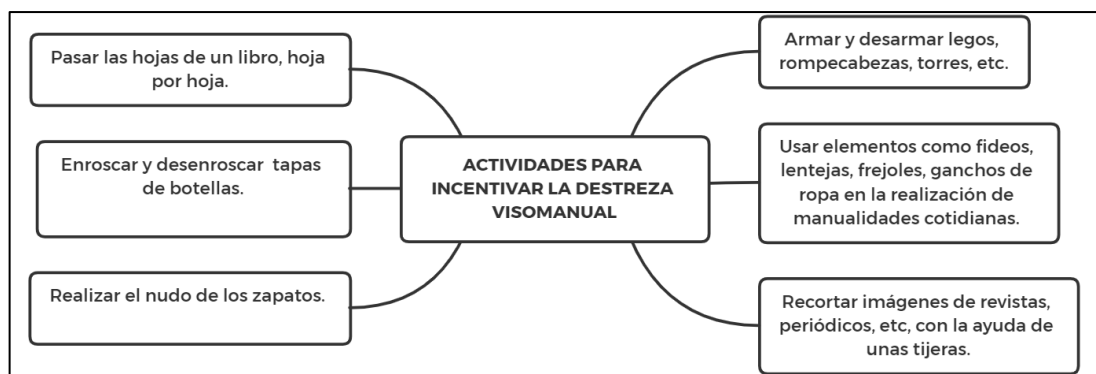 Pasar las hojas de un libro, hoja
por hoja.
Enroscar y desenroscar tapas
de botellas.
Realizar el nudo de los zapatos.
ACTIVIDADES PARA
INCENTIVAR LA DESTREZA
VISOMANUAL
Armar y desarmar legos,
rompecabezas, torres, etc.
Usar elementos como fideos,
lentejas, frejoles, ganchos de
ropa en la realización de
manualidades cotidianas.
Recortar imágenes de revistas,
periódicos, etc, con la ayuda de
unas tijeras.